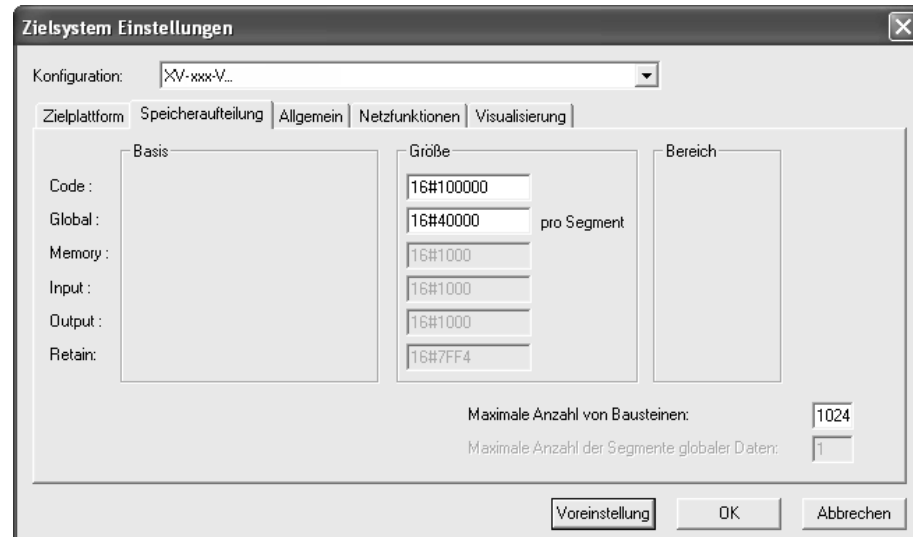 Zielsystem Einstellungen
Konfiguration: XV-xxx-V...
Zielplattform Speicheraufteilung Allgemein Netzfunktionen Visualisierung
Basis Größe Bereich
Code : 16#100000
Global : 16#40000 pro Segment
Memory : 16#1000
Input : 16#1000
Output : 16#1000
Retain: 16#7FF4
Maximale Anzahl von Bausteinen: 1024
Maximale Anzahl der Segmente globaler Daten: 1
Voreinstellung OK Abbrechen